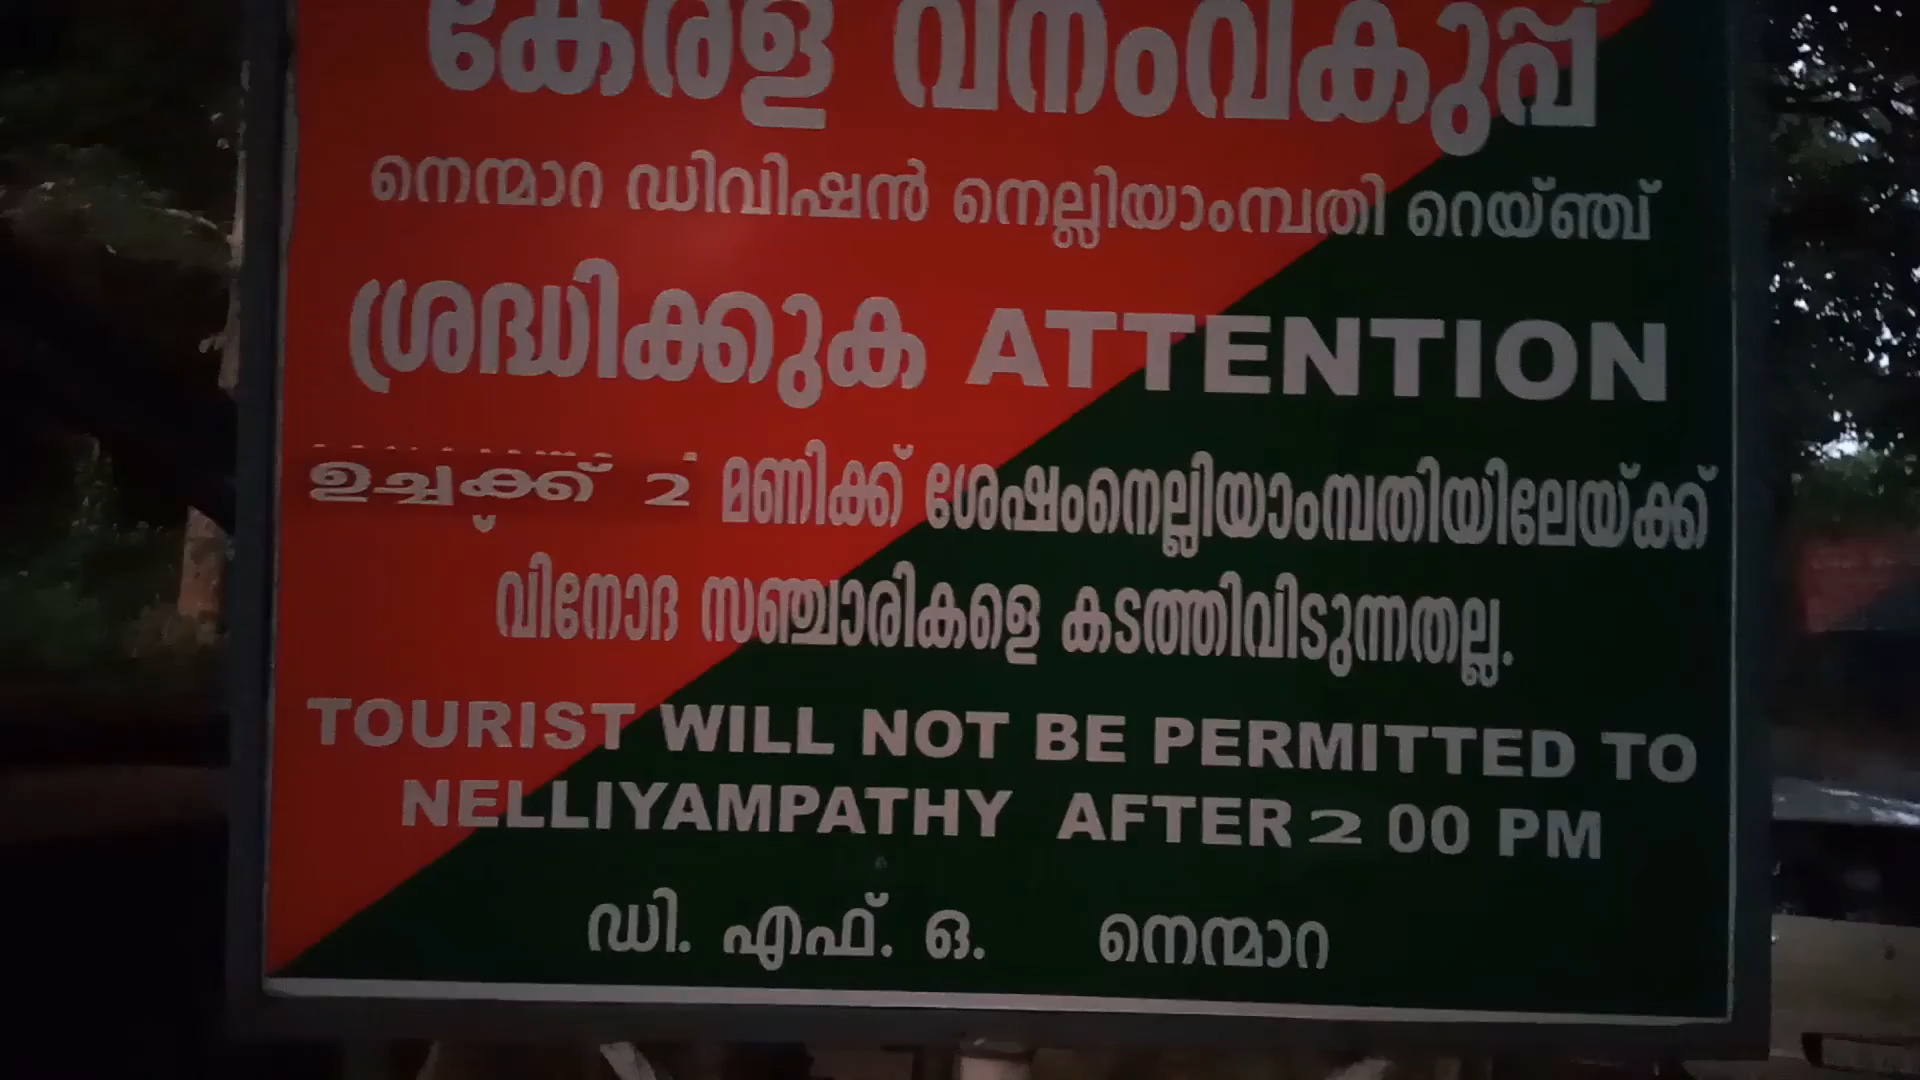 കേരള വനംവകുപ്പ്
നെന്മാറ ഡിവിഷൻ നെല്ലിയാംമ്പതി റെയ്ഞ്ച്
ശ്രദ്ധിക്കുക ATTENTION
ഉച്ചക്ക് 2 മണിക്ക് ശേഷംനെല്ലിയാംമ്പതിയിലേയ്ക്ക്
വിനോദ സഞ്ചാരികളെ കടത്തിവിടുന്നതല്ല.
TOURIST WILL NOT BE PERMITTED TO
NELLIYAMPATHY AFTER 2 00 PM
ഡി. എഫ്. ഒ. നെന്മാറ